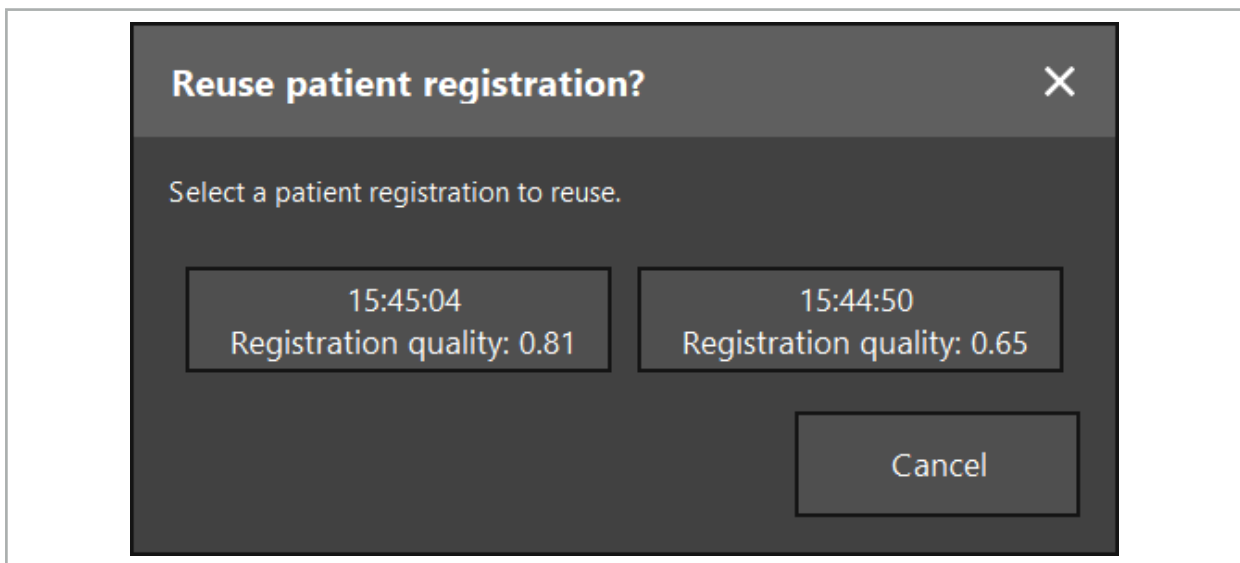 Reuse patient registration?
Select a patient registration to reuse.
15:45:04
Registration quality: 0.81
15:44:50
Registration quality: 0.65
Cancel